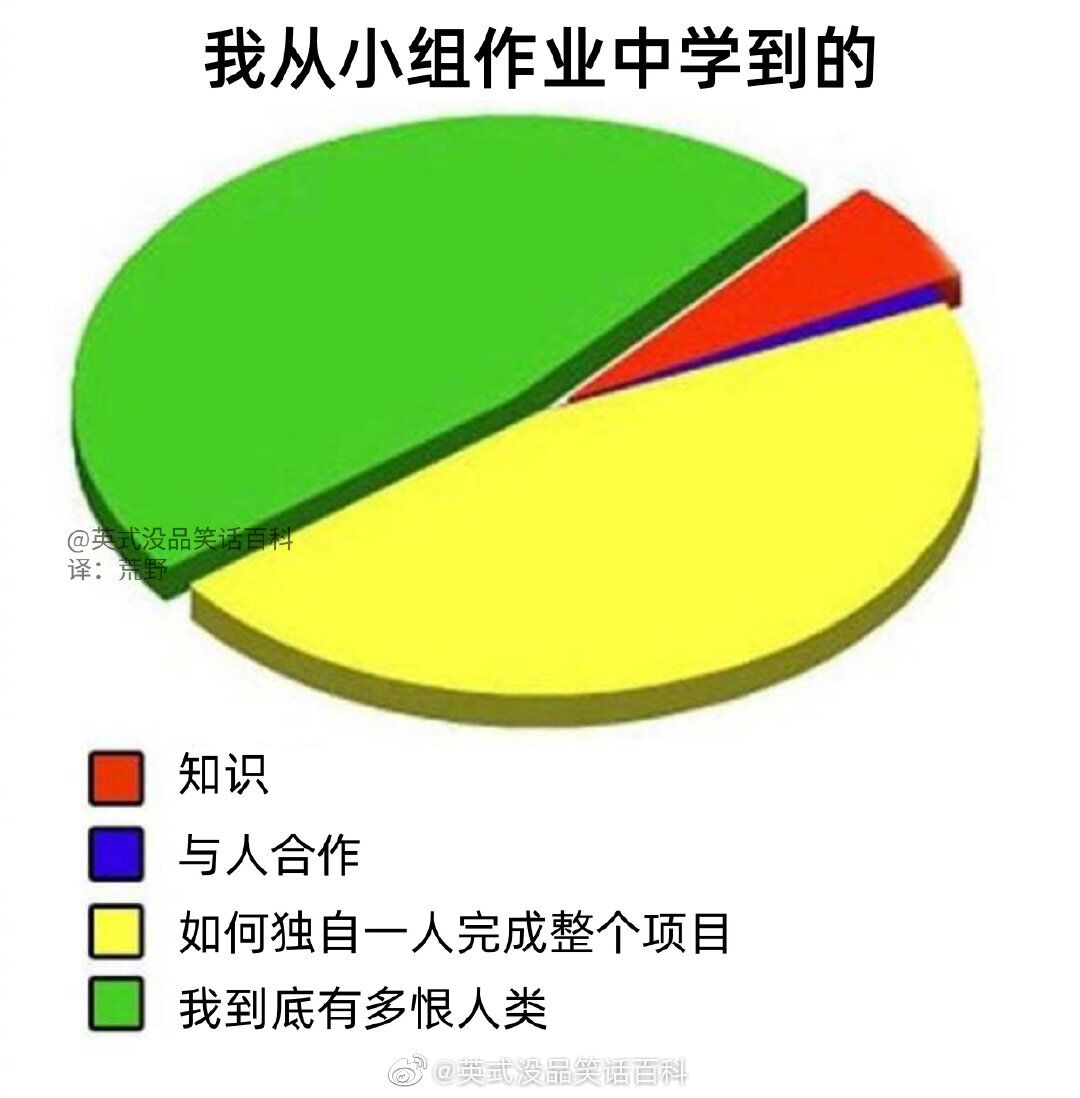 我从小组作业中学到的
@英式没品笑话百科
译：荒野
知识
与人合作
如何独自一人完成整个项目
我到底有多恨人类
@英式没品笑话百科